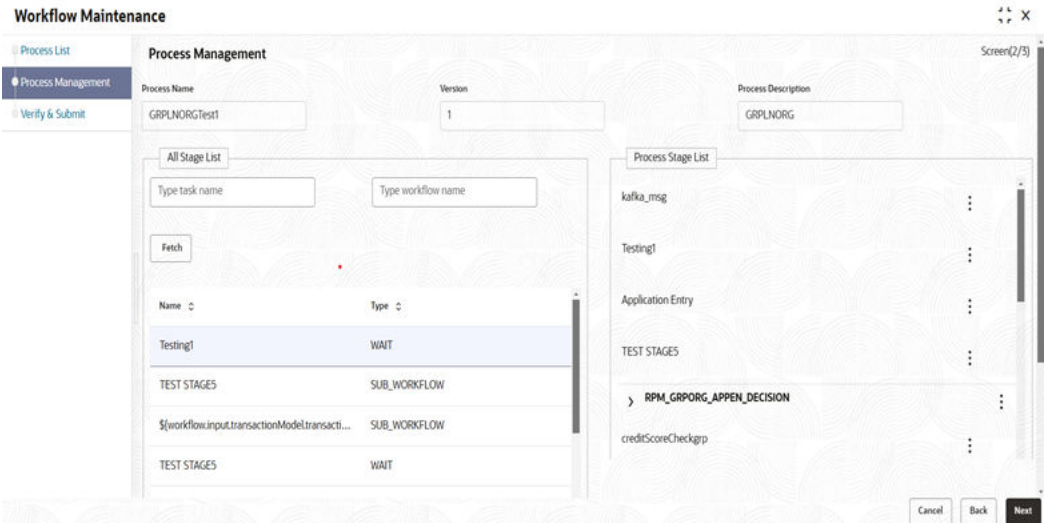 Workflow Maintenance
Process List
Process Management
Verify & Submit
Process Management
Screen(2/3)
Process Name
Version
Process Description
GRPLNORGTest1
1
GRPLNORG
All Stage List
Type task name
Type workflow name
Fetch
Name
Type
Testing1
WAIT
TEST STAGE5
SUB_WORKFLOW
${workflow.input.transactionModel.transacti...
SUB_WORKFLOW
TEST STAGE5
WAIT
Process Stage List
kafka_msg
Testing1
Application Entry
TEST STAGE5
RPM_GRPORG_APPEN_DECISION
creditScoreCheckgrp
Cancel
Back
Next